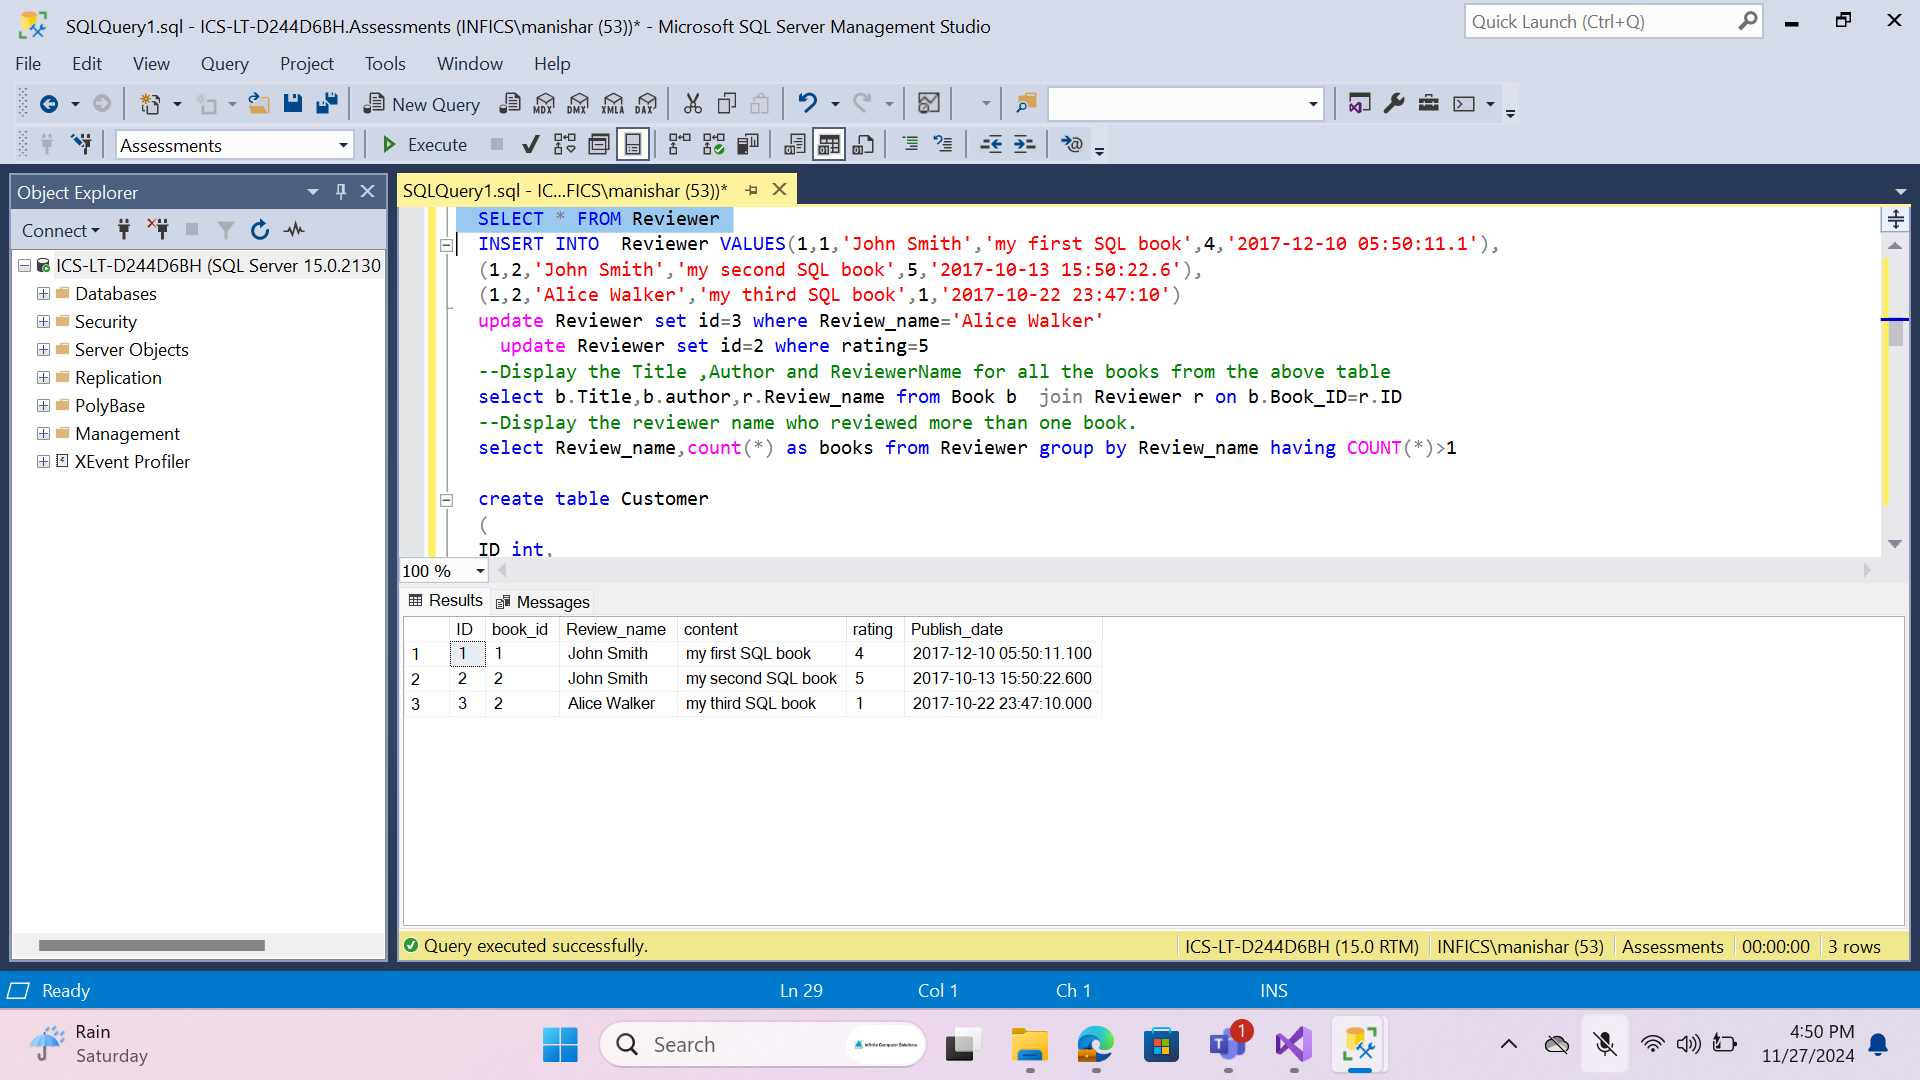 SQLQuery1.sql - ICS-LT-D244D6BH.Assessments (INFICS\manishar (53))* - Microsoft SQL Server Management Studio
Quick Launch (Ctrl+Q)
File Edit View Query Project Tools Window Help
New Query MDX DMX XMLA DAX
Assessments Execute
Object Explorer
Connect
ICS-LT-D244D6BH (SQL Server 15.0.2130
Databases
Security
Server Objects
Replication
PolyBase
Management
XEvent Profiler
SQLQuery1.sql - IC...FICS\manishar (53))*
SELECT * FROM Reviewer
INSERT INTO  Reviewer VALUES(1,1,'John Smith','my first SQL book',4,'2017-12-10 05:50:11.1'),
(1,2,'John Smith','my second SQL book',5,'2017-10-13 15:50:22.6'),
(1,2,'Alice Walker','my third SQL book',1,'2017-10-22 23:47:10')
update Reviewer set id=3 where Review_name='Alice Walker'
update Reviewer set id=2 where rating=5
--Display the Title ,Author and ReviewerName for all the books from the above table
select b.Title,b.author,r.Review_name from Book b  join Reviewer r on b.Book_ID=r.ID
--Display the reviewer name who reviewed more than one book.
select Review_name,count(*) as books from Reviewer group by Review_name having COUNT(*)>1
create table Customer
(
ID int,
100 %
Results Messages
ID book_id Review_name content rating Publish_date
1 1 1 John Smith my first SQL book 4 2017-12-10 05:50:11.100
2 2 2 John Smith my second SQL book 5 2017-10-13 15:50:22.600
3 3 2 Alice Walker my third SQL book 1 2017-10-22 23:47:10.000
Query executed successfully. ICS-LT-D244D6BH (15.0 RTM) INFICS\manishar (53) Assessments 00:00:00 3 rows
Ready Ln 29 Col 1 Ch 1 INS
Rain
Saturday
Search
Infinite Computer Solutions
1
4:50 PM
11/27/2024